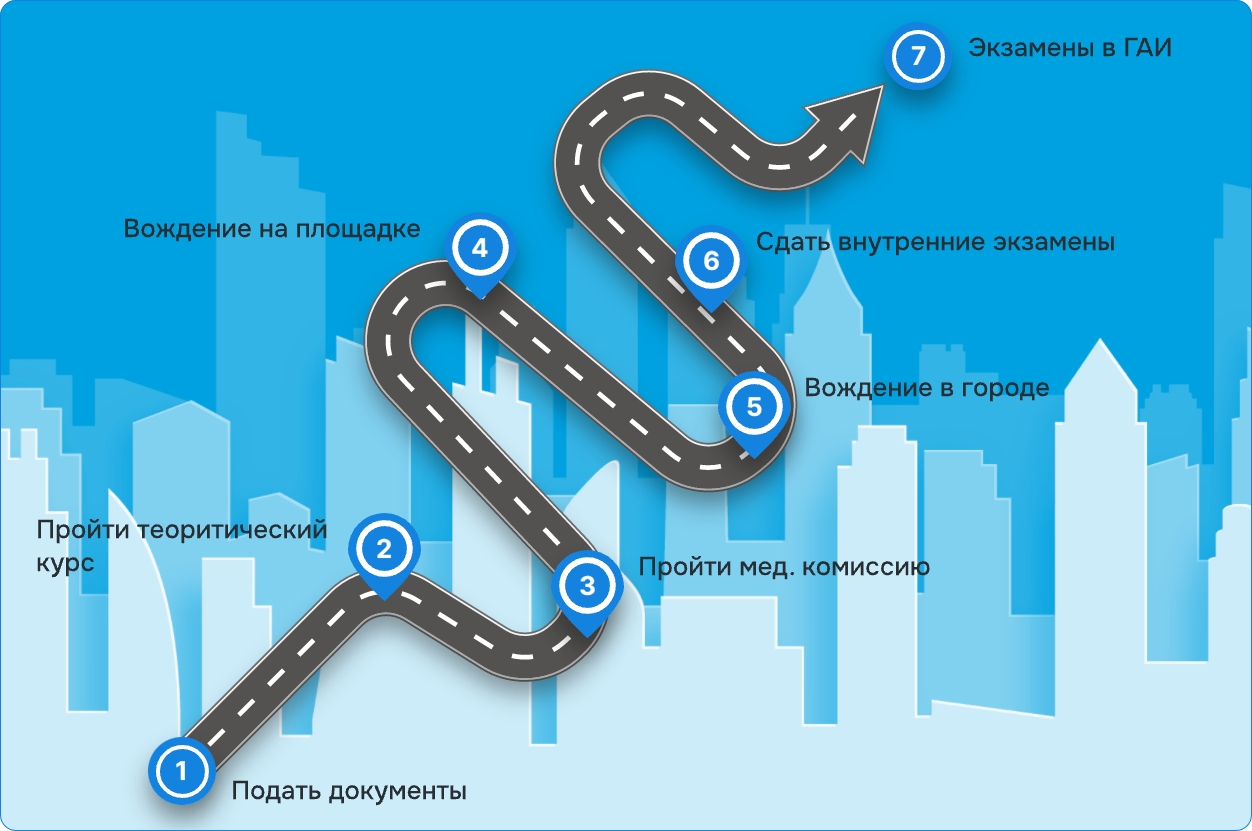 7
Экзамены в ГАИ
Вождение на площадке
4
6
Сдать внутренние экзамены
5
Вождение в городе
Пройти теоритический
курс
2
3
Пройти мед. комиссию
1
Подать документы